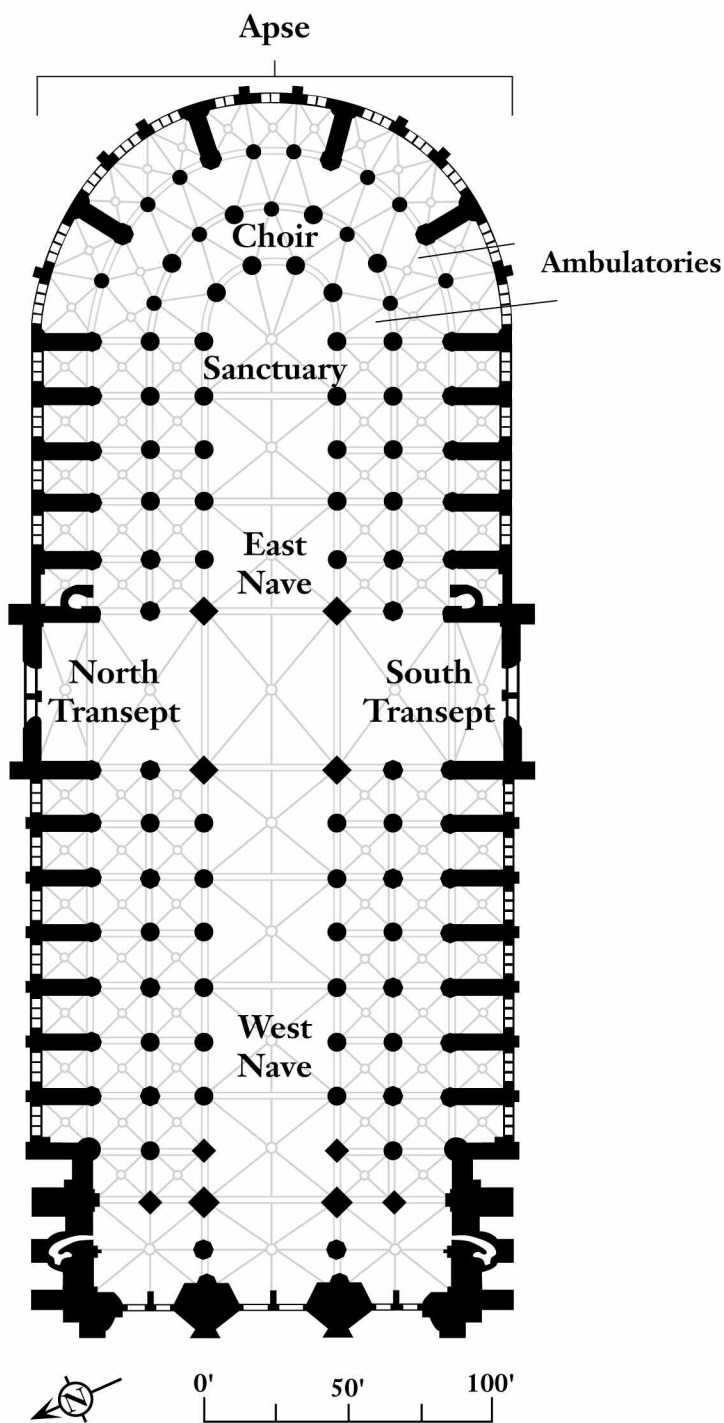 Apse
Choir
Ambulatories
Sanctuary
East
Nave
North
Transept
South
Transept
West
Nave
N
0' 50' 100'